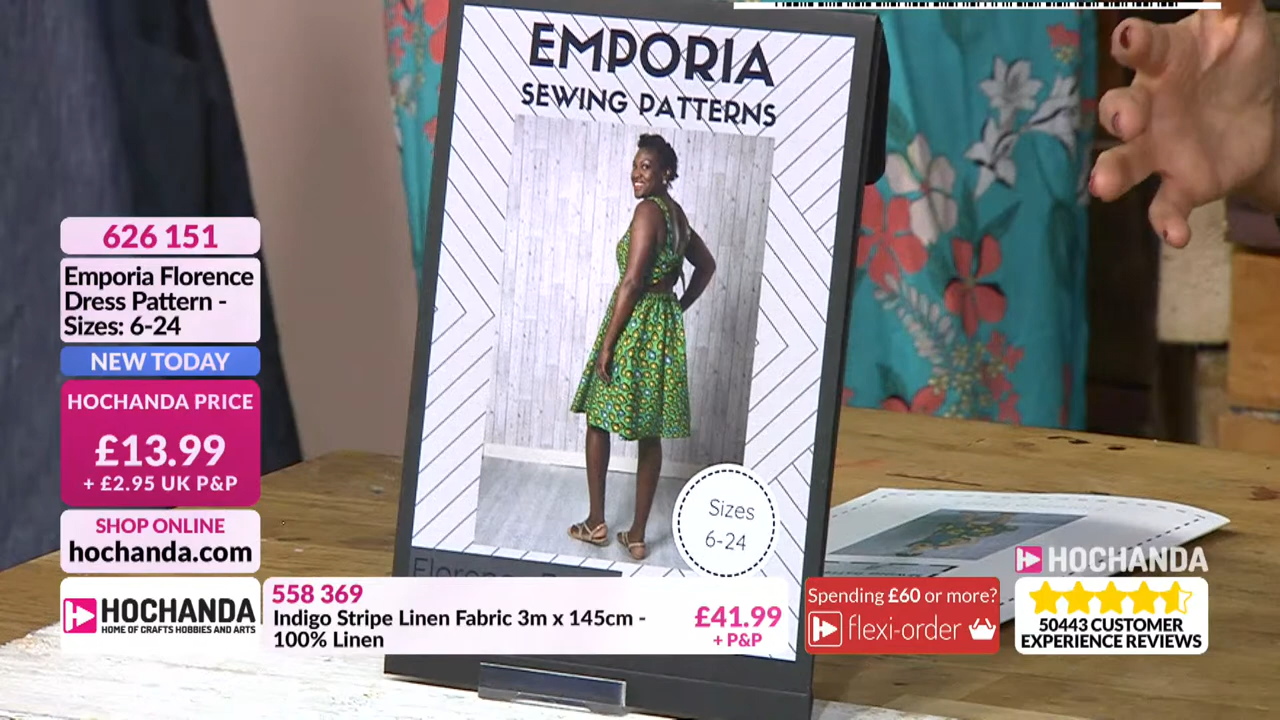 EMPORIA
SEWING PATTERNS
Sizes
6-24
626 151
Emporia Florence
Dress Pattern -
Sizes: 6-24
NEW TODAY
HOCHANDA PRICE
£13.99
+ £2.95 UK P&P
SHOP ONLINE
hochanda.com
HOCHANDA
HOME OF CRAFTS HOBBIES AND ARTS
558 369
Indigo Stripe Linen Fabric 3m x 145cm -
100% Linen
£41.99
+ P&P
Spending £60 or more?
flexi-order
HOCHANDA
50443 CUSTOMER
EXPERIENCE REVIEWS